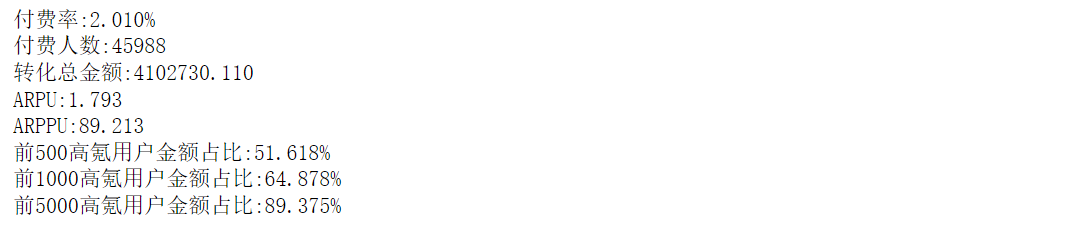 付费率:2.010%
付费人数:45988
转化总金额:4102730.110
ARPU:1.793
ARPPU:89.213
前500高氪用户金额占比:51.618%
前1000高氪用户金额占比:64.878%
前5000高氪用户金额占比:89.375%